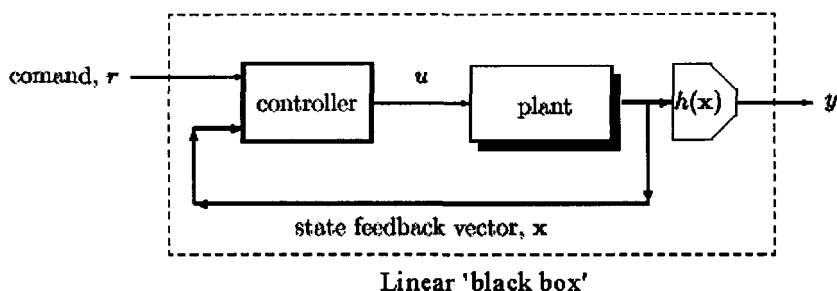 comand, r
controller
u
plant
h(x)
y
state feedback vector, x
Linear 'black box'